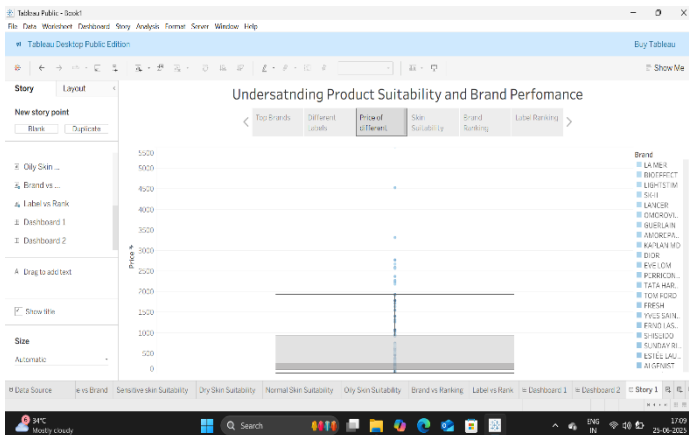 Tableau Public - Book1
File Data Worksheet Dashboard Story Analysis Format Server Window Help
Tableau Desktop Public Edition
Buy Tableau
Show Me
Story Layout
New story point
Blank Duplicate
Oily Skin ...
Brand vs ...
Label vs Rank
Dashboard 1
Dashboard 2
Drag to add text
Show title
Size
Automatic
Undersatnding Product Suitability and Brand Perfomance
Top Brands
Different Labels
Price of different
Skin Suitability
Brand Ranking
Label Ranking
Price
5500
5000
4500
4000
3500
3000
2500
2000
1500
1000
500
0
Brand
LA MER
BIOEFFECT
LIGHTSTIM
SK-II
LANCER
OMOROVI..
GUERLAIN
AMOREPA..
KAPLAN MD
DIOR
EVE LOM
PERRICON..
TATA HAR..
TOM FORD
FRESH
YVES SAIN..
ERNO LAS..
SHISEIDO
SUNDAY RI..
ESTÉE LAU..
ALGENIST
Data Source
e vs Brand
Sensitive skin Suitability
Dry Skin Suitability
Normal Skin Suitability
Oily Skin Suitability
Brand vs Ranking
Label vs Rank
Dashboard 1
Dashboard 2
Story 1
34°C
Mostly cloudy
Search
ENG
IN
17:09
25-06-2025